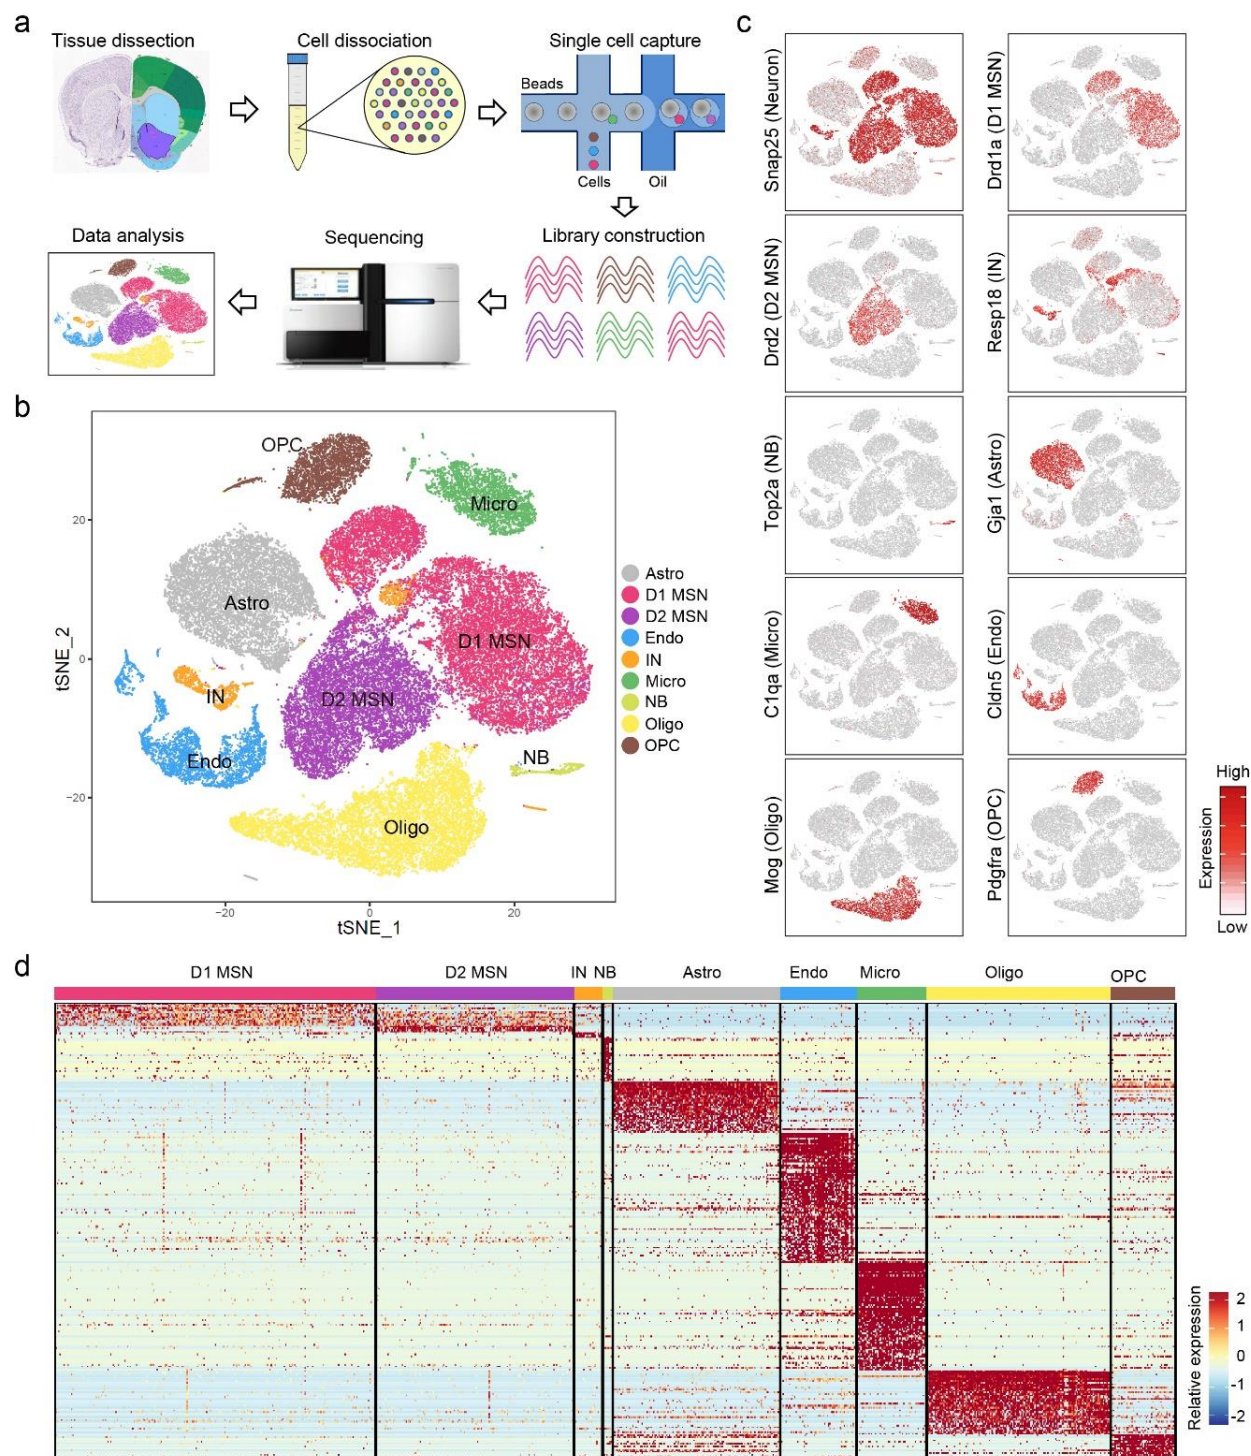 a
Tissue dissection
Cell dissociation
Single cell capture
Beads
Cells
Oil
Data analysis
Sequencing
Library construction
b
OPC
Micro
Astro
D1 MSN
D2 MSN
IN
Endo
NB
Oligo
20
0
−20
−20
0
20
tSNE_1
tSNE_2
Astro
D1 MSN
D2 MSN
Endo
IN
Micro
NB
Oligo
OPC
c
Snap25 (Neuron)
Drd1a (D1 MSN)
Drd2 (D2 MSN)
Resp18 (IN)
Top2a (NB)
Gja1 (Astro)
C1qa (Micro)
Cldn5 (Endo)
Mog (Oligo)
Pdgfra (OPC)
High
Expression
Low
d
D1 MSN
D2 MSN
IN
NB
Astro
Endo
Micro
Oligo
OPC
Relative expression
2
1
0
-1
-2